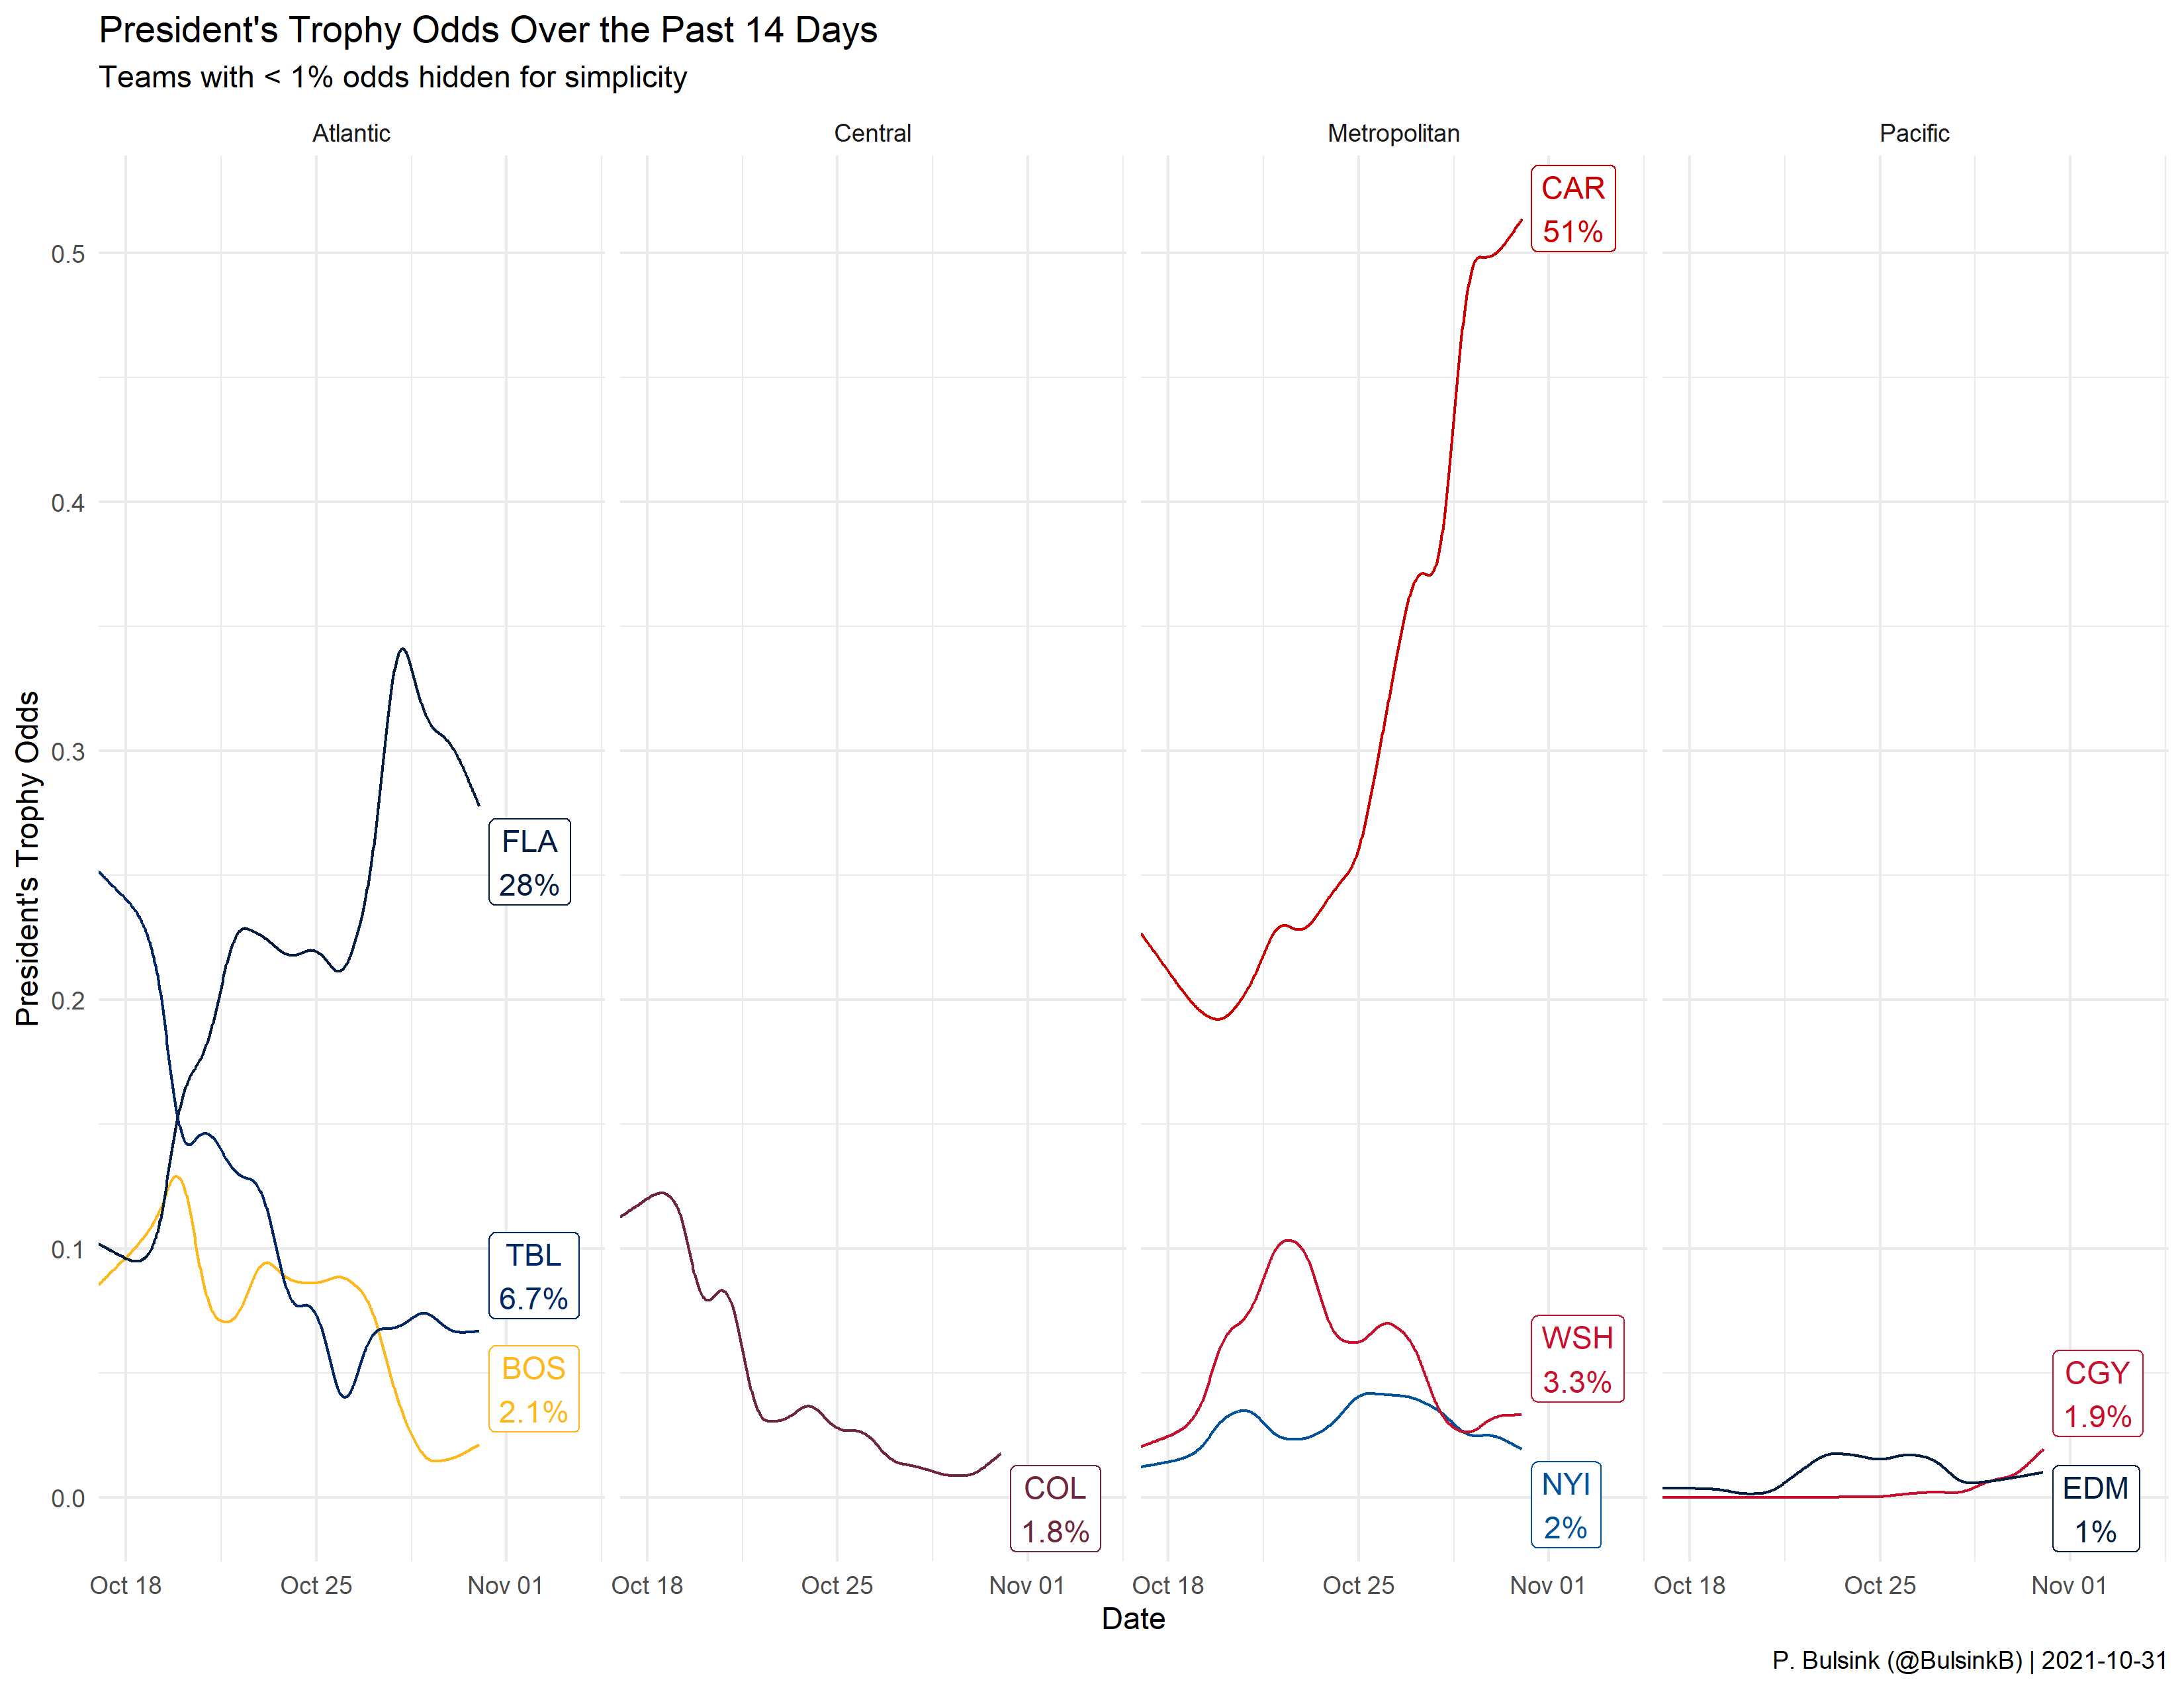 President's Trophy Odds Over the Past 14 Days
Teams with < 1% odds hidden for simplicity
Atlantic
Central
Metropolitan
Pacific
President's Trophy Odds
0.5
0.4
0.3
0.2
0.1
0.0
FLA
28%
TBL
6.7%
BOS
2.1%
COL
1.8%
CAR
51%
WSH
3.3%
NYI
2%
CGY
1.9%
EDM
1%
Oct 18 Oct 25 Nov 01 Oct 18 Oct 25 Nov 01 Oct 18 Oct 25 Nov 01 Oct 18 Oct 25 Nov 01
Date
P. Bulsink (@BulsinkB) | 2021-10-31